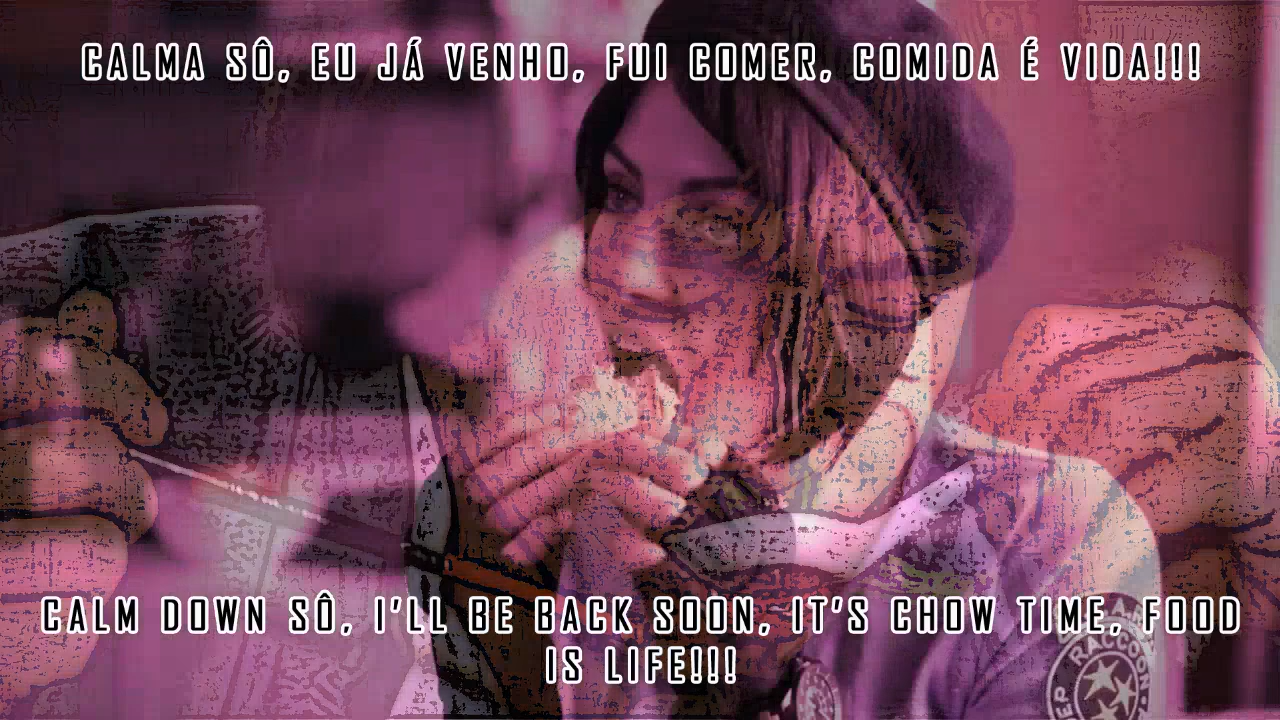 CALMA SÔ, EU JÁ VENHO, FUI COMER, COMIDA É VIDA!!!
CALM DOWN SÔ, I'LL BE BACK SOON, IT'S CHOW TIME, FOOD
IS LIFE!!!
RACCOON